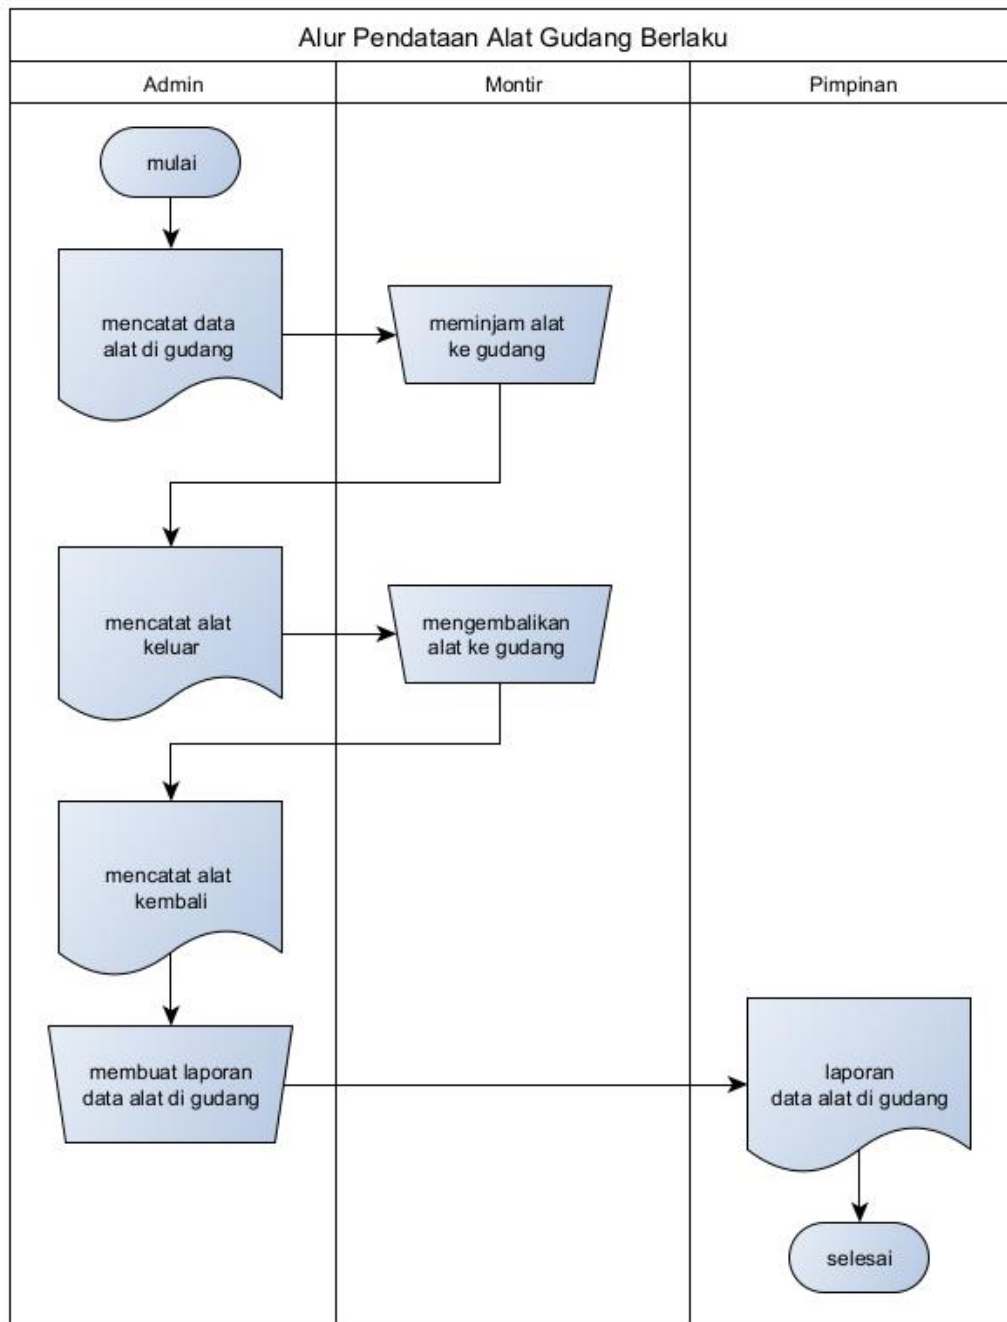 Alur Pendataan Alat Gudang Berlaku
Admin
Montir
Pimpinan
mulai
mencatat data
alat di gudang
meminjam alat
ke gudang
mencatat alat
keluar
mengembalikan
alat ke gudang
mencatat alat
kembali
membuat laporan
data alat di gudang
laporan
data alat di gudang
selesai